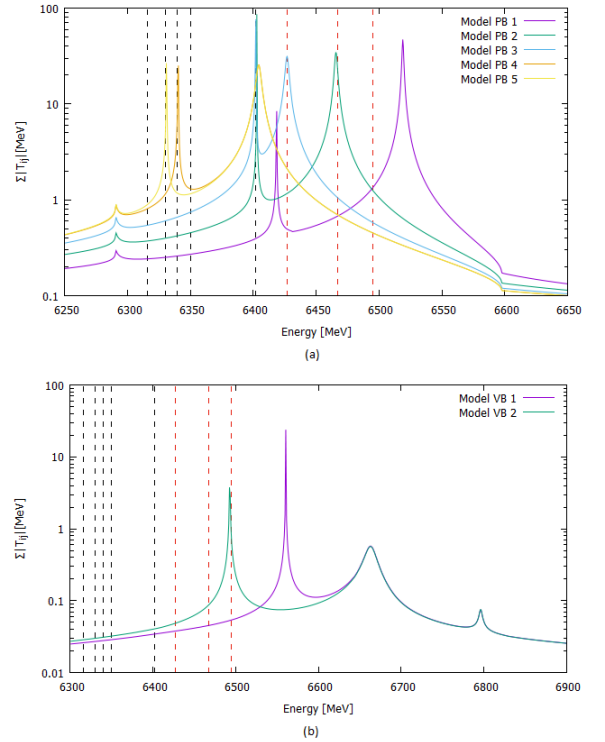 100
10
1
0.1
Σ|Tij| [MeV]
Model PB 1
Model PB 2
Model PB 3
Model PB 4
Model PB 5
6250 6300 6350 6400 6450 6500 6550 6600 6650
Energy [MeV]
(a)
100
10
1
0.1
0.01
Σ|Tij| [MeV]
Model VB 1
Model VB 2
6300 6400 6500 6600 6700 6800 6900
Energy [MeV]
(b)